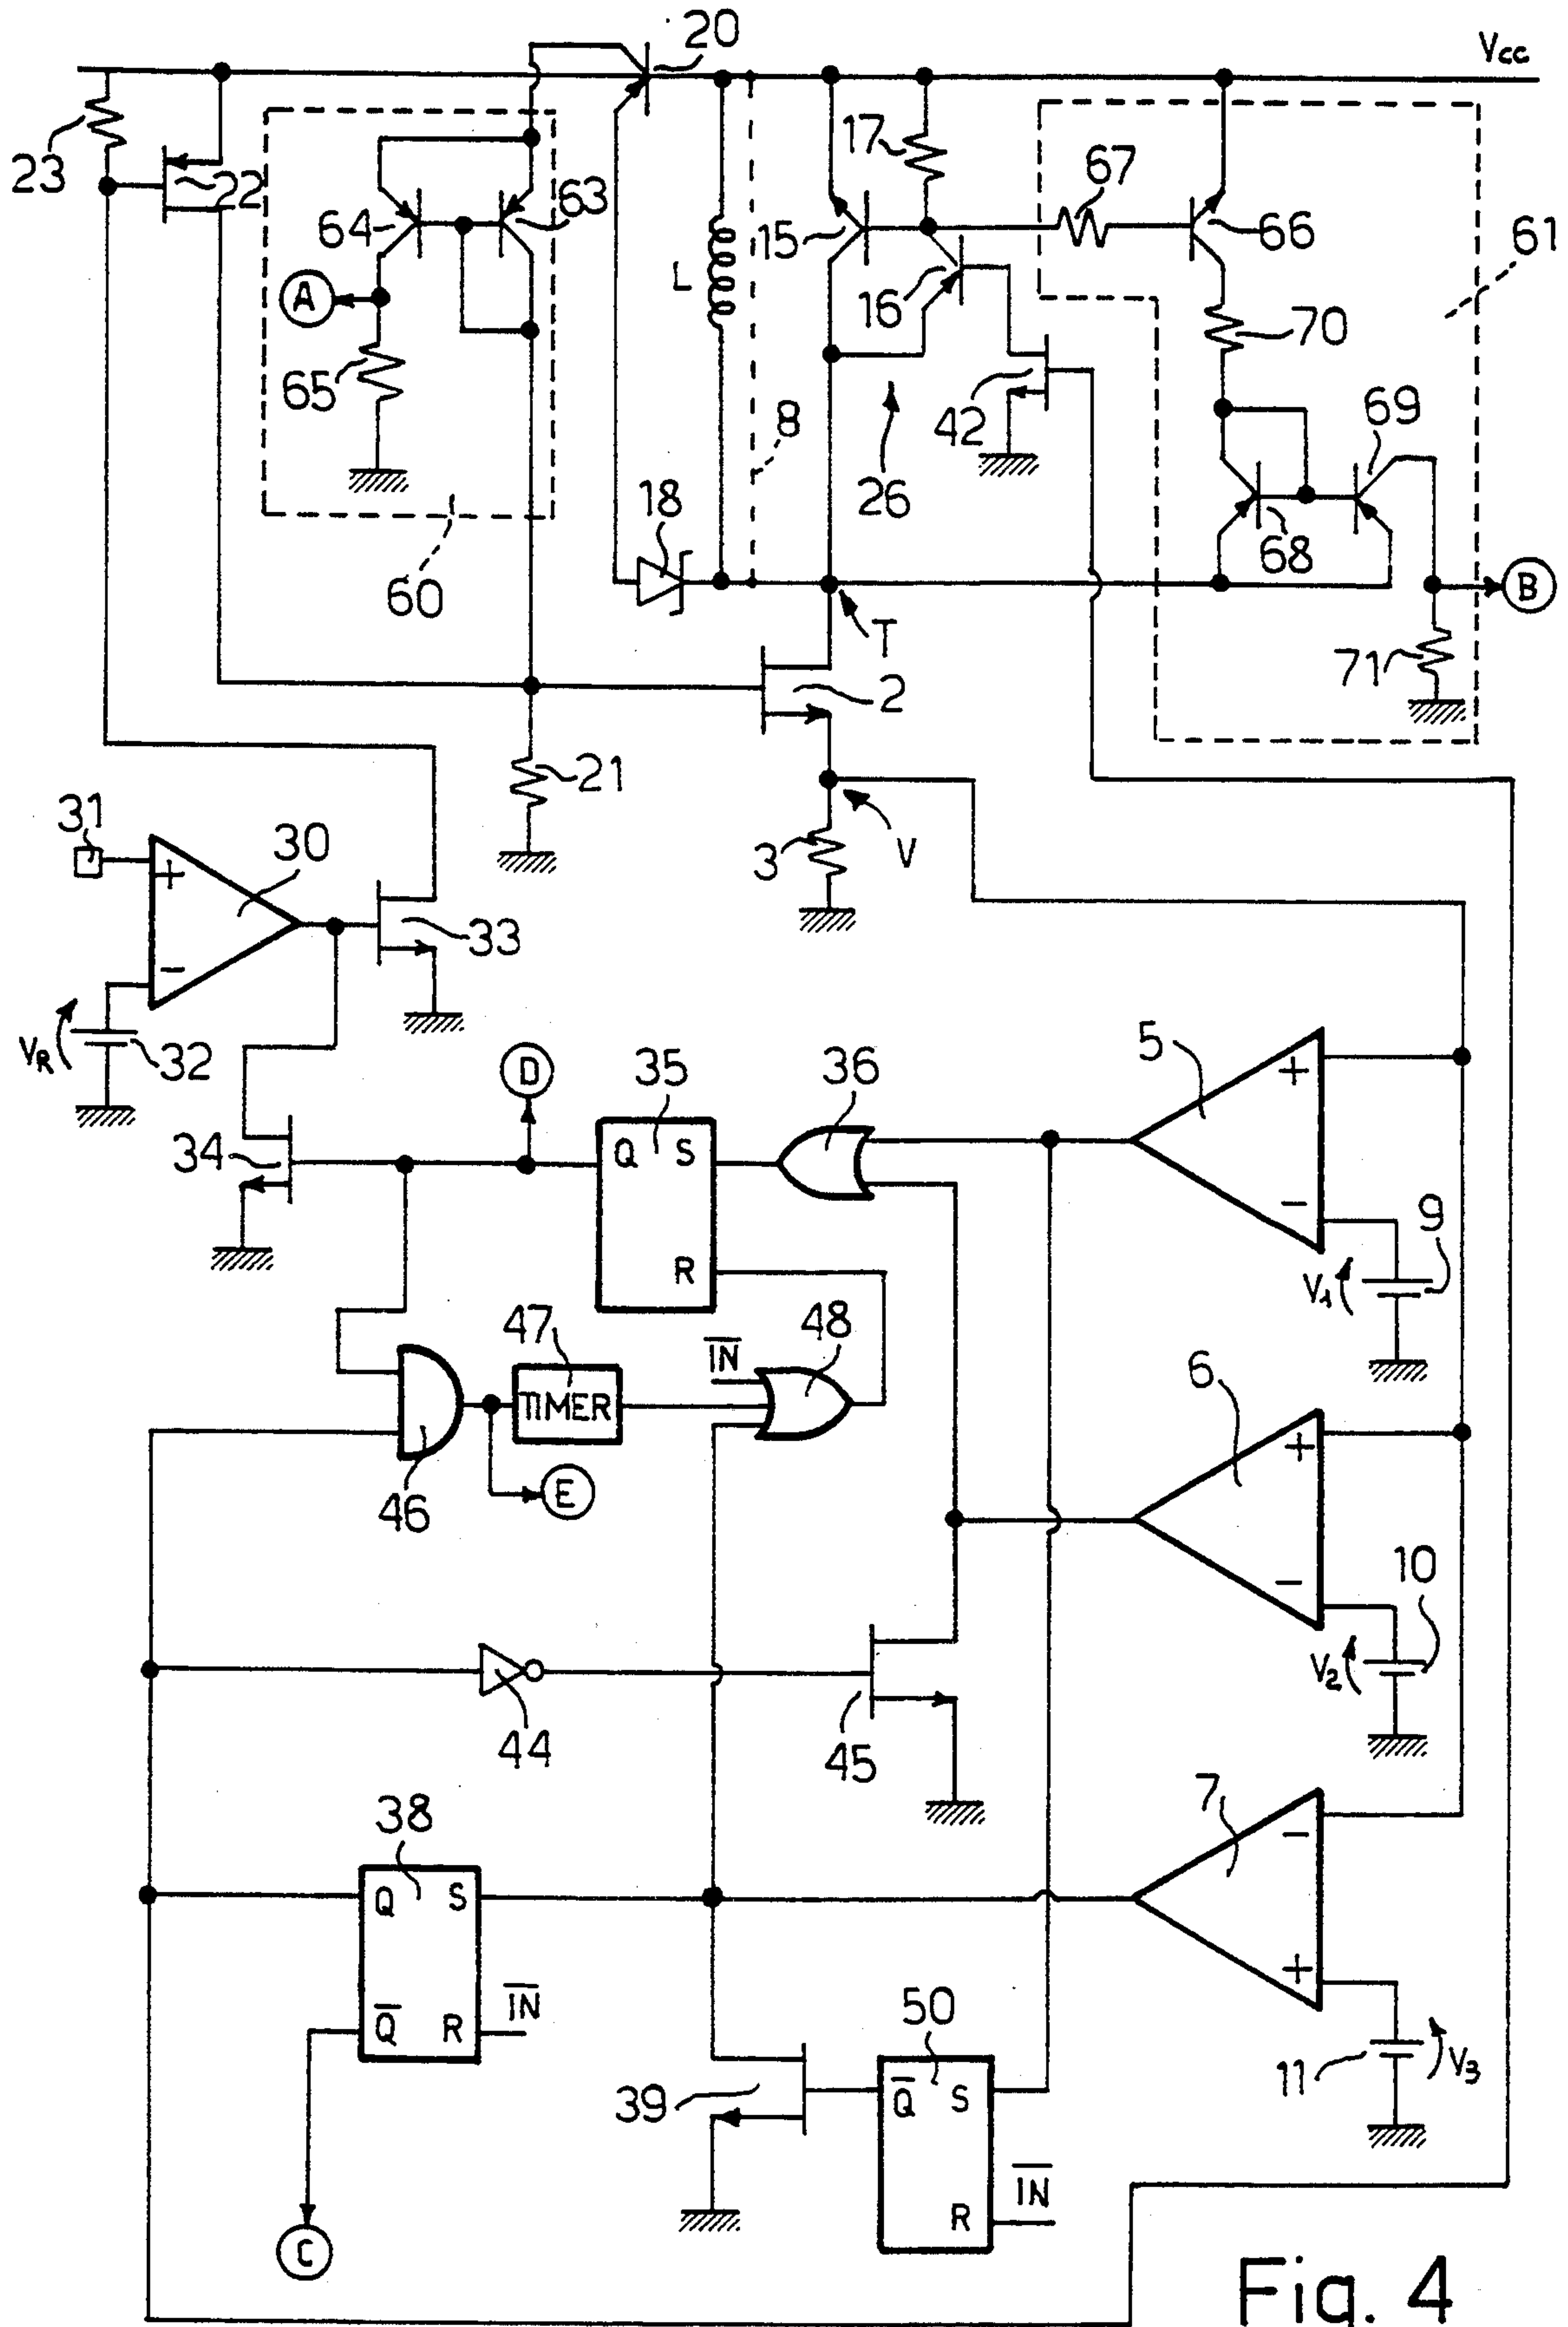 20
Vcc
23
22
64
63
A
65
60
L
18
8
17
15
16
26
42
67
66
61
70
69
68
B
71
T
2
21
V
3
31
30
+
−
33
VR
32
D
35
36
5
+
−
34
Q
S
R
9
V1
47
TIMER
IN̅
48
46
E
6
+
−
10
V2
44
45
38
Q
S
Q̅
R
IN̅
7
−
+
11
V3
50
39
Q̅
S
R
IN̅
C
Fig. 4